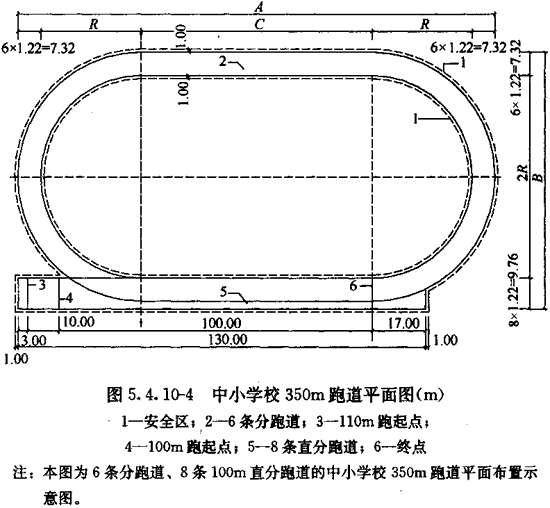 A
R
C
R
6×1.22=7.32
1.00
6×1.22=7.32
2
1
1.00
1
6×1.22=7.32
2R
B
3
4
5
6
8×1.22=9.76
10.00
100.00
17.00
3.00
130.00
1.00
1.00
图 5.4.10-4 中小学校 350m 跑道平面图(m)
1—安全区；2—6 条分跑道；3—110m 跑起点；
4—100m 跑起点；5—8 条直分跑道；6—终点
注：本图为 6 条分跑道、8 条 100m 直分跑道的中小学校 350m 跑道平面布置示
意图。